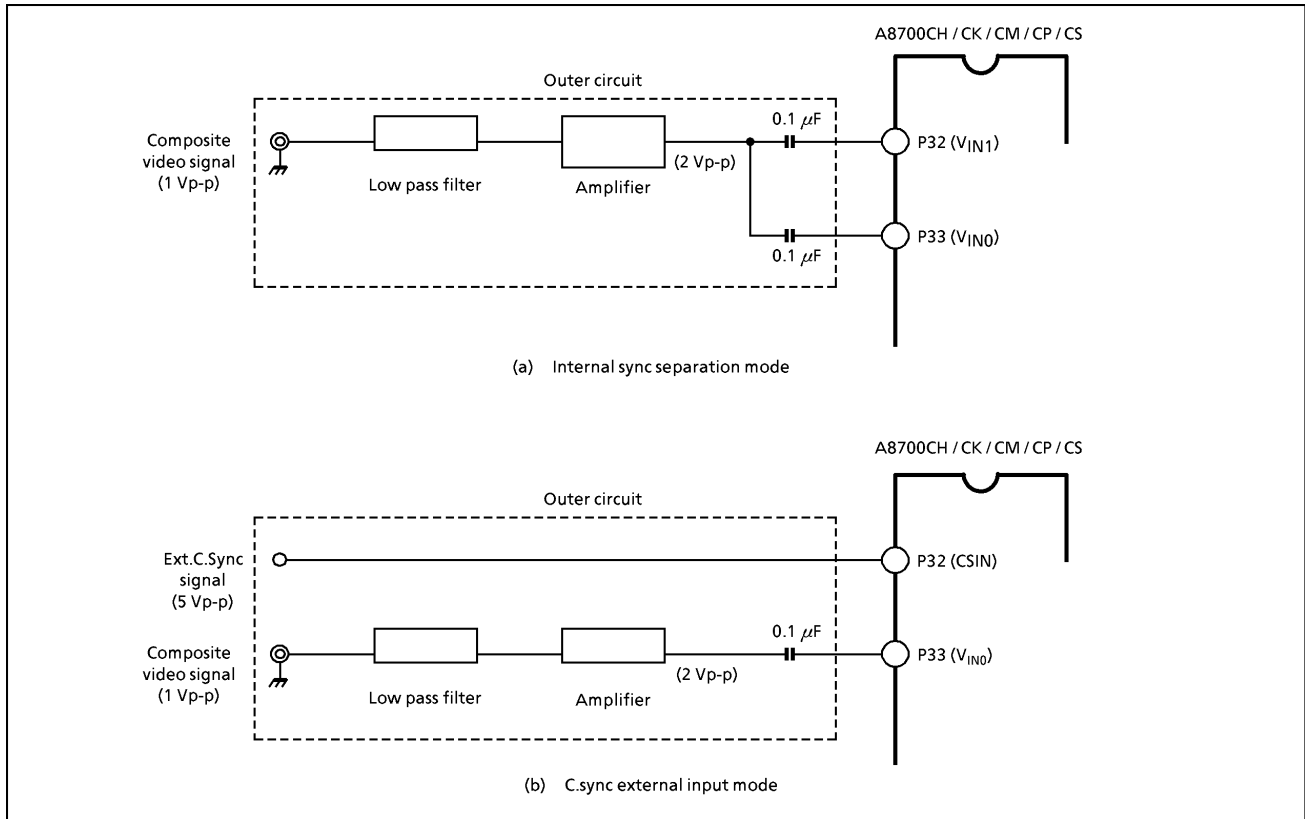 A8700CH / CK / CM / CP / CS
Outer circuit
Composite
video signal
(1 Vp-p)
Low pass filter
Amplifier
(2 Vp-p)
0.1 μF
0.1 μF
P32 (VIN1)
P33 (VIN0)
(a) Internal sync separation mode
A8700CH / CK / CM / CP / CS
Outer circuit
Ext.C.Sync
signal
(5 Vp-p)
P32 (CSIN)
Composite
video signal
(1 Vp-p)
Low pass filter
Amplifier
(2 Vp-p)
0.1 μF
P33 (VIN0)
(b) C.sync external input mode